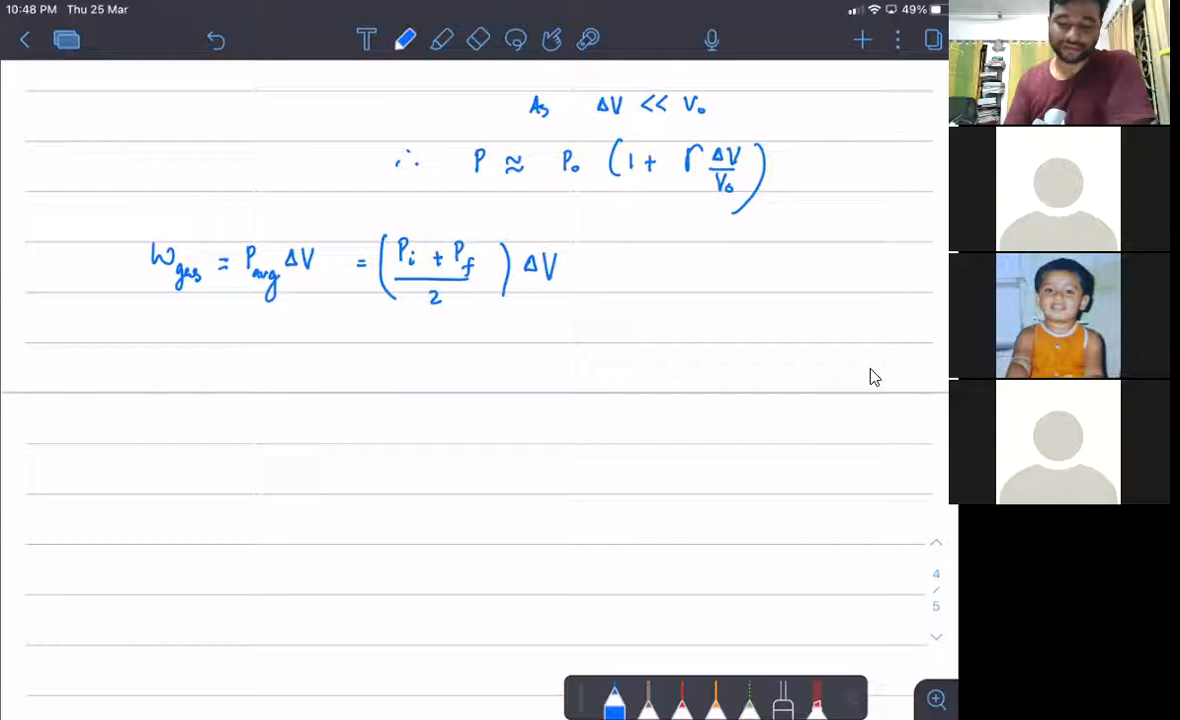 10:48 PM Thu 25 Mar
49%
T
As ΔV << V₀
∴ P ≈ P₀ (1 + Γ ΔV/V₀)
W_gas = P_avg ΔV = ((P_i + P_f)/2) ΔV
4
/
5